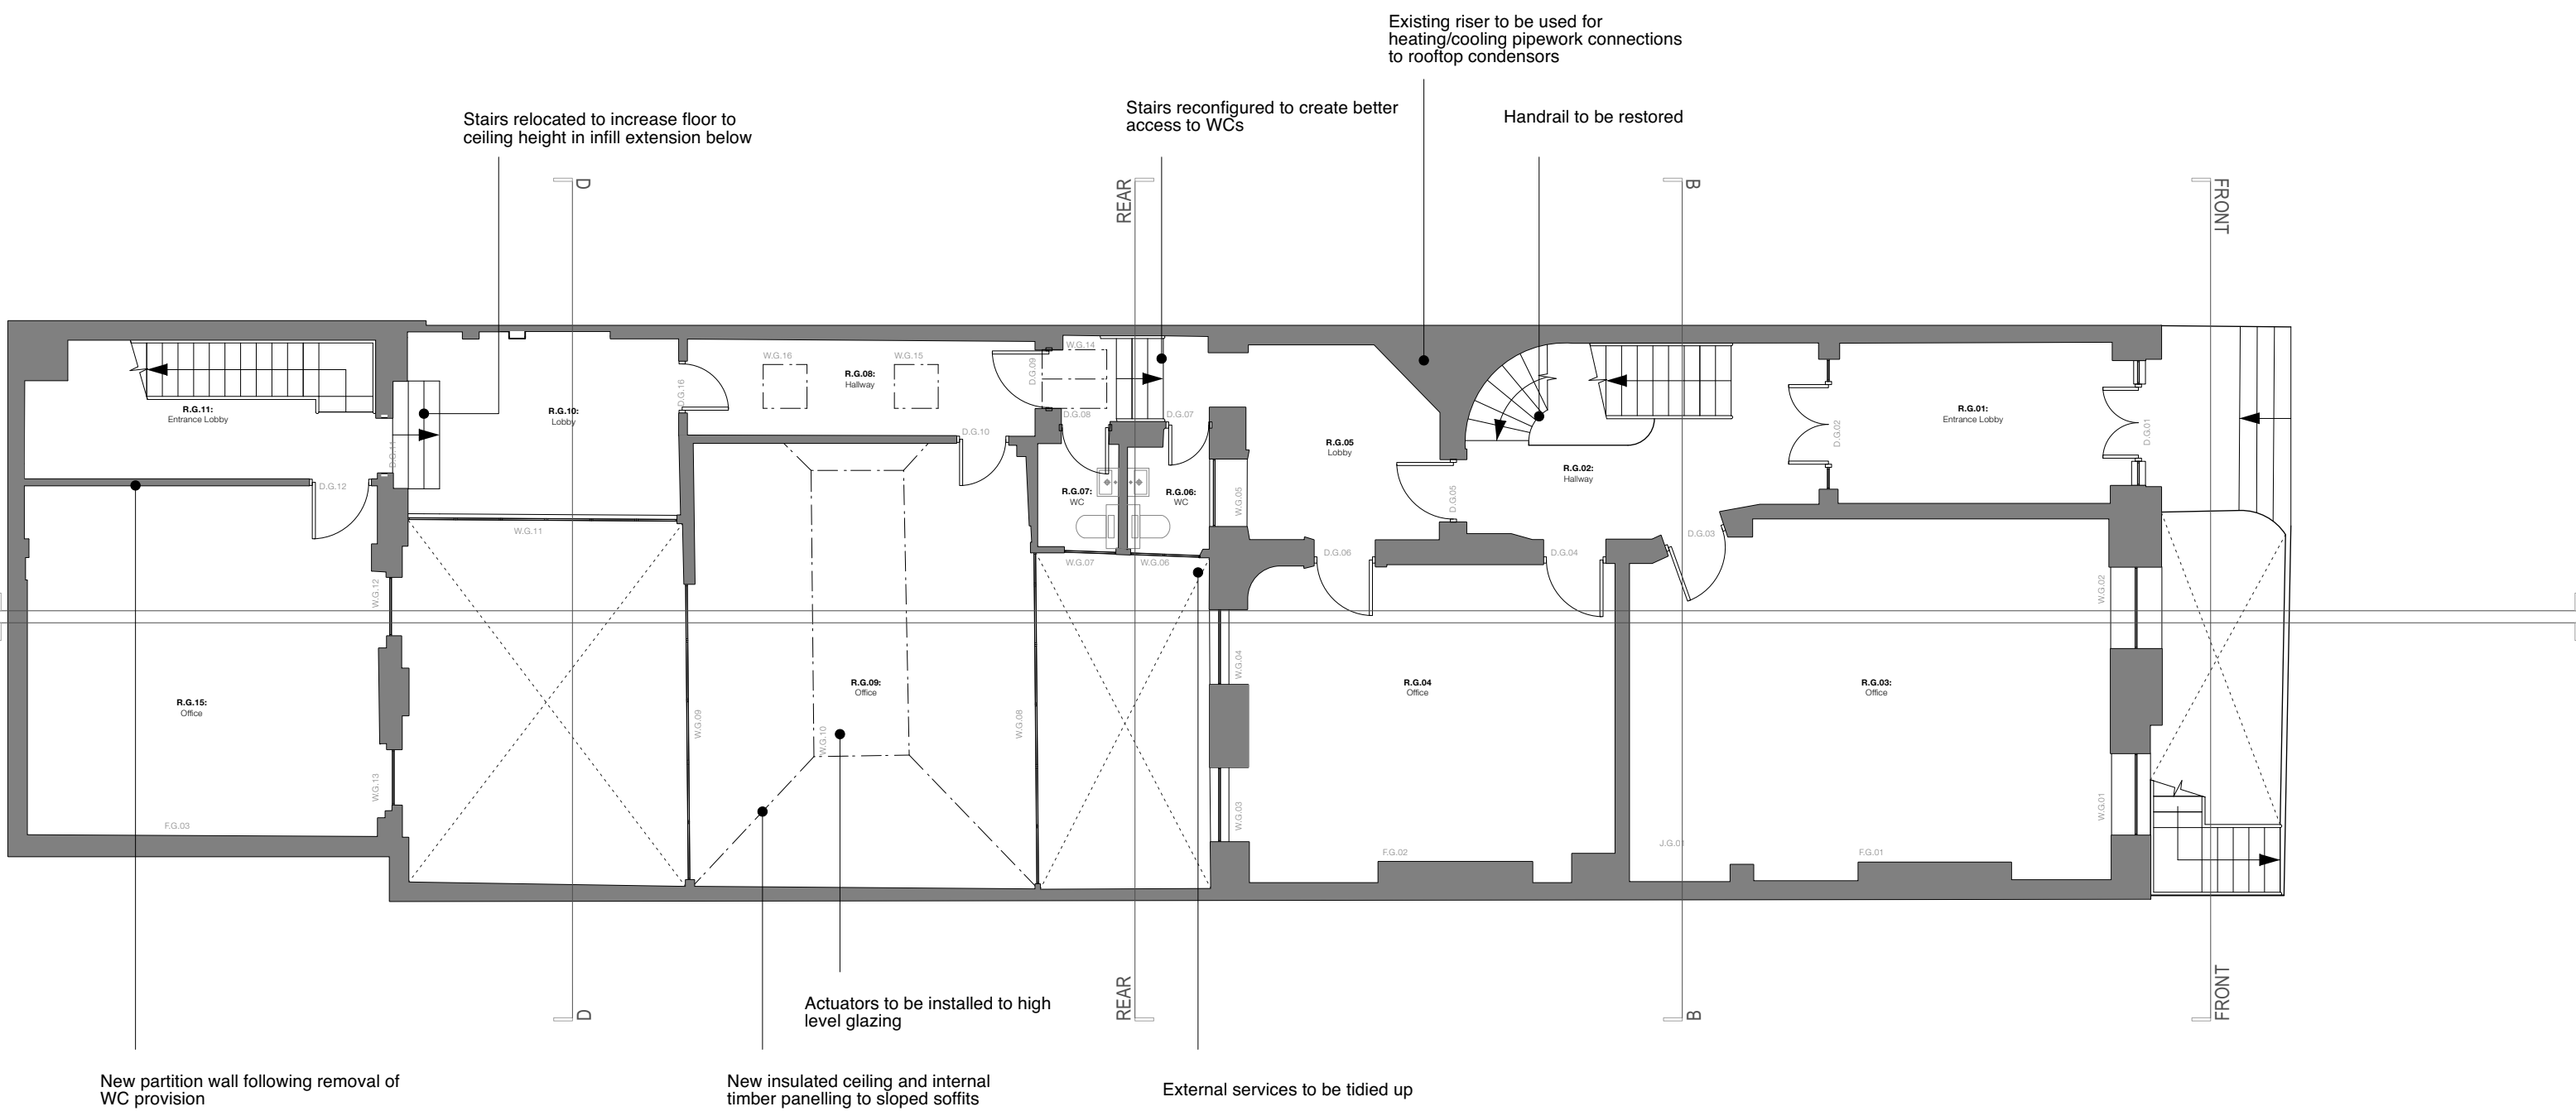 Existing riser to be used for
heating/cooling pipework connections
to rooftop condensors
Stairs relocated to increase floor to
ceiling height in infill extension below
Stairs reconfigured to create better
access to WCs
Handrail to be restored
D
REAR
B
FRONT
R.G.11:
Entrance Lobby
D.G.11
D.G.12
R.G.10:
Lobby
D.G.16
W.G.16
R.G.08:
Hallway
W.G.15
D.G.09
W.G.14
D.G.08
D.G.07
D.G.10
R.G.07:
WC
R.G.06:
WC
W.G.05
R.G.05
Lobby
D.G.05
R.G.02:
Hallway
D.G.02
R.G.01:
Entrance Lobby
D.G.01
W.G.11
W.G.07
W.G.06
D.G.06
D.G.04
D.G.03
W.G.12
W.G.02
R.G.15:
Office
W.G.13
F.G.03
W.G.09
R.G.09:
Office
W.G.10
W.G.08
W.G.04
W.G.03
R.G.04
Office
F.G.02
R.G.03:
Office
J.G.01
F.G.01
W.G.01
D
REAR
B
FRONT
Actuators to be installed to high
level glazing
New partition wall following removal of
WC provision
New insulated ceiling and internal
timber panelling to sloped soffits
External services to be tidied up